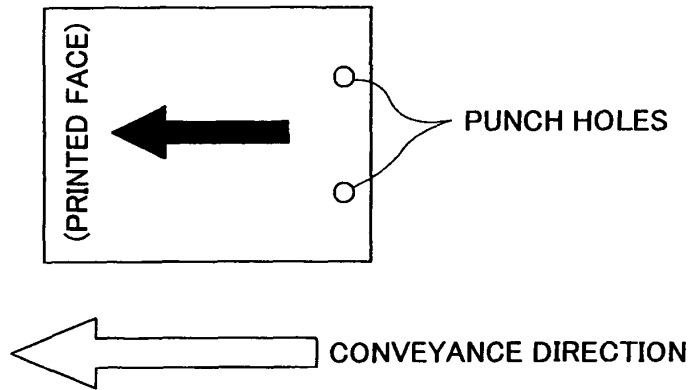 (PRINTED FACE)
PUNCH HOLES
CONVEYANCE DIRECTION